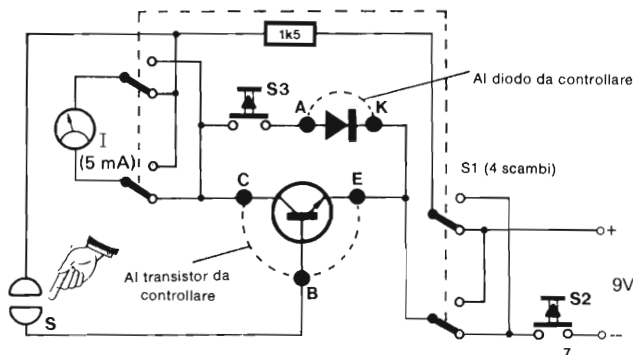 1k5
S3
A
K
Al diodo da controllare
I
(5 mA)
S1 (4 scambi)
C
E
+
Al transistor da
controllare
9V
S2
S
B
--
7